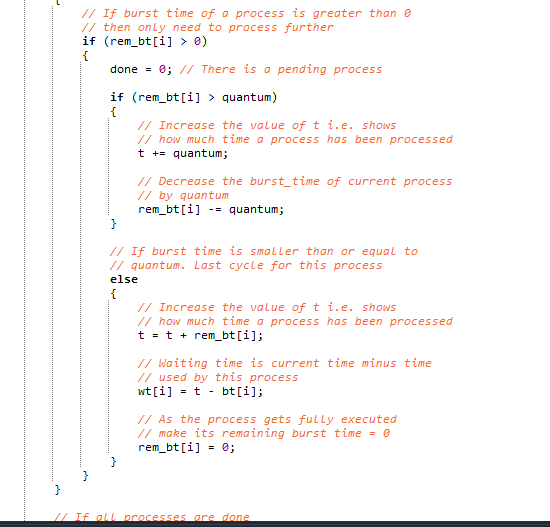 {
// If burst time of a process is greater than 0
// then only need to process further
if (rem_bt[i] > 0)
{
done = 0; // There is a pending process
if (rem_bt[i] > quantum)
{
// Increase the value of t i.e. shows
// how much time a process has been processed
t += quantum;
// Decrease the burst_time of current process
// by quantum
rem_bt[i] -= quantum;
}
// If burst time is smaller than or equal to
// quantum. Last cycle for this process
else
{
// Increase the value of t i.e. shows
// how much time a process has been processed
t = t + rem_bt[i];
// Waiting time is current time minus time
// used by this process
wt[i] = t - bt[i];
// As the process gets fully executed
// make its remaining burst time = 0
rem_bt[i] = 0;
}
}
}
// If all processes are done